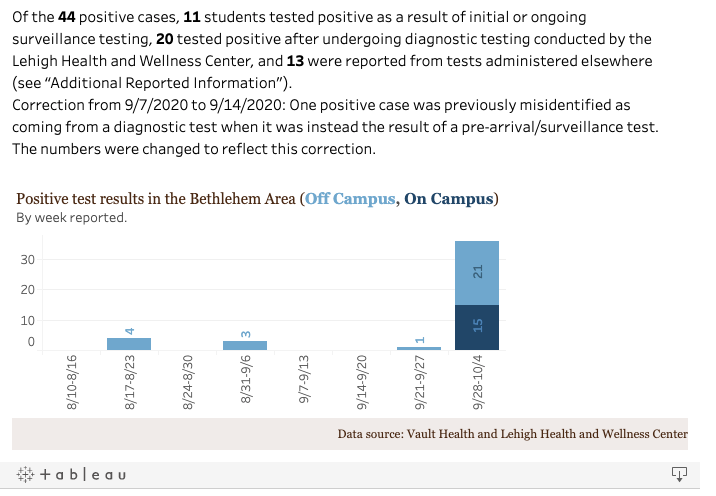 Of the 44 positive cases, 11 students tested positive as a result of initial or ongoing
surveillance testing, 20 tested positive after undergoing diagnostic testing conducted by the
Lehigh Health and Wellness Center, and 13 were reported from tests administered elsewhere
(see “Additional Reported Information”).
Correction from 9/7/2020 to 9/14/2020: One positive case was previously misidentified as
coming from a diagnostic test when it was instead the result of a pre-arrival/surveillance test.
The numbers were changed to reflect this correction.
Positive test results in the Bethlehem Area (Off Campus, On Campus)
By week reported.
30
20
10
0
4
3
1
21
15
8/10-8/16
8/17-8/23
8/24-8/30
8/31-9/6
9/7-9/13
9/14-9/20
9/21-9/27
9/28-10/4
Data source: Vault Health and Lehigh Health and Wellness Center
+ableau